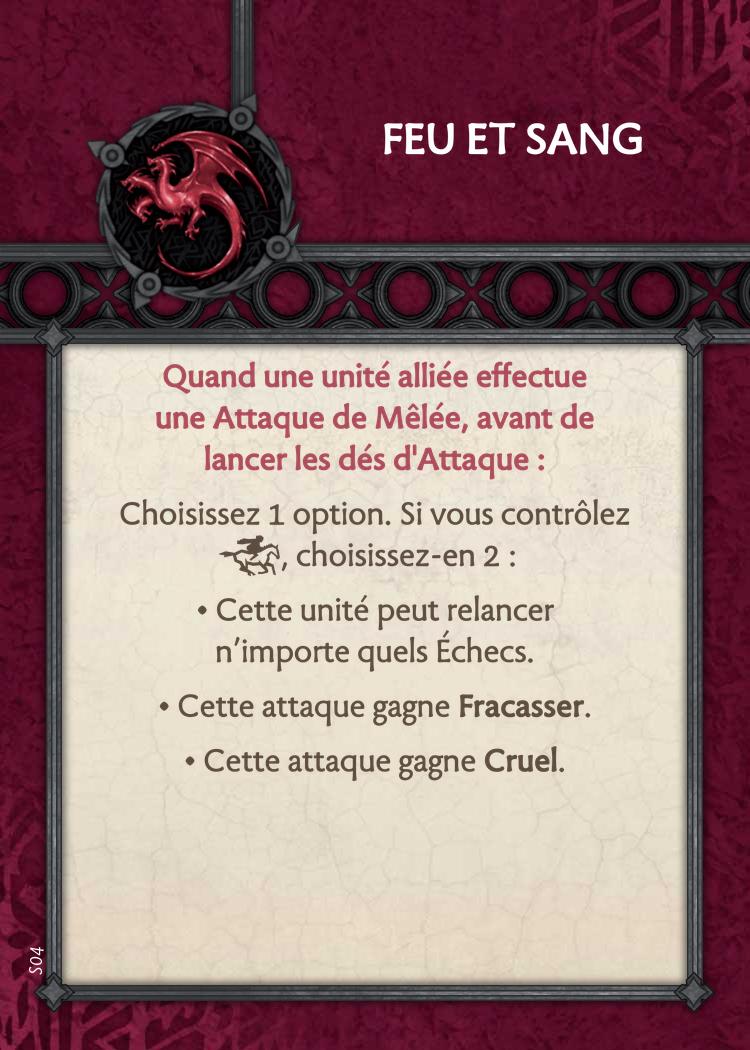 FEU ET SANG
Quand une unité alliée effectue
une Attaque de Mêlée, avant de
lancer les dés d'Attaque :
Choisissez 1 option. Si vous contrôlez
, choisissez-en 2 :
• Cette unité peut relancer
n’importe quels Échecs.
• Cette attaque gagne Fracasser.
• Cette attaque gagne Cruel.
S04